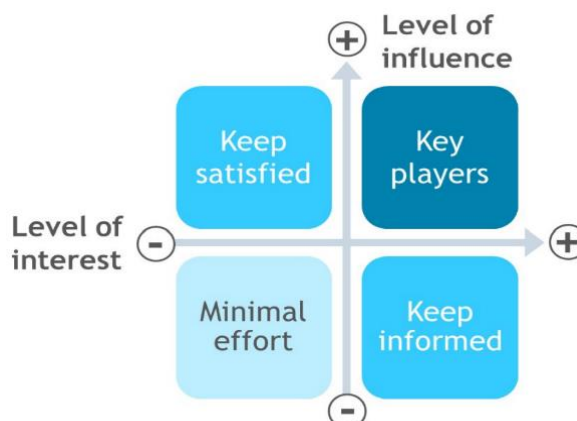 +
Level of
influence
Keep
satisfied
Key
players
Level of
interest
-
+
Minimal
effort
Keep
informed
-